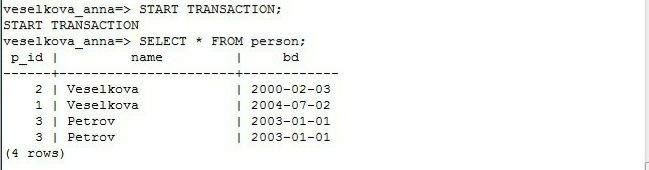 veselkova_anna=> START TRANSACTION;
START TRANSACTION
veselkova_anna=> SELECT * FROM person;
 p_id |          name          |     bd
------+------------------------+------------
    2 | Veselkova              | 2000-02-03
    1 | Veselkova              | 2004-07-02
    3 | Petrov                 | 2003-01-01
    3 | Petrov                 | 2003-01-01
(4 rows)